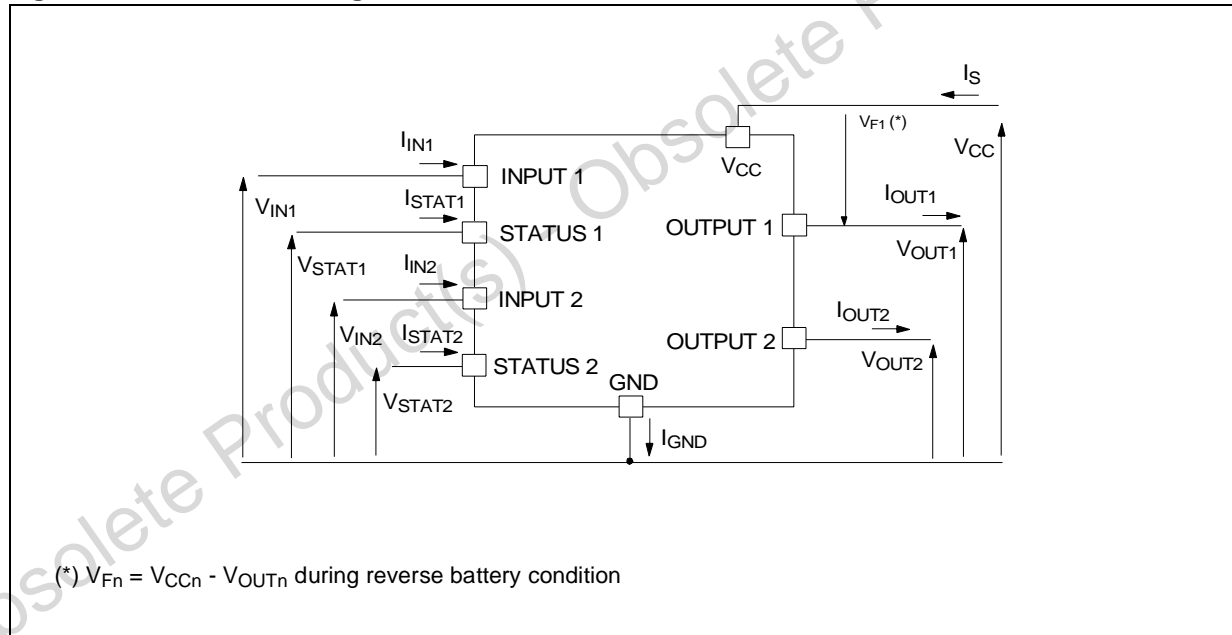 Obsolete Product(s) - Obsolete P
IS
VF1 (*)
VCC
VCC
IIN1
INPUT 1
VIN1
ISTAT1
STATUS 1
VSTAT1
IIN2
INPUT 2
VIN2
ISTAT2
STATUS 2
VSTAT2
OUTPUT 1
IOUT1
VOUT1
OUTPUT 2
IOUT2
VOUT2
GND
IGND
(*) VFn = VCCn - VOUTn during reverse battery condition